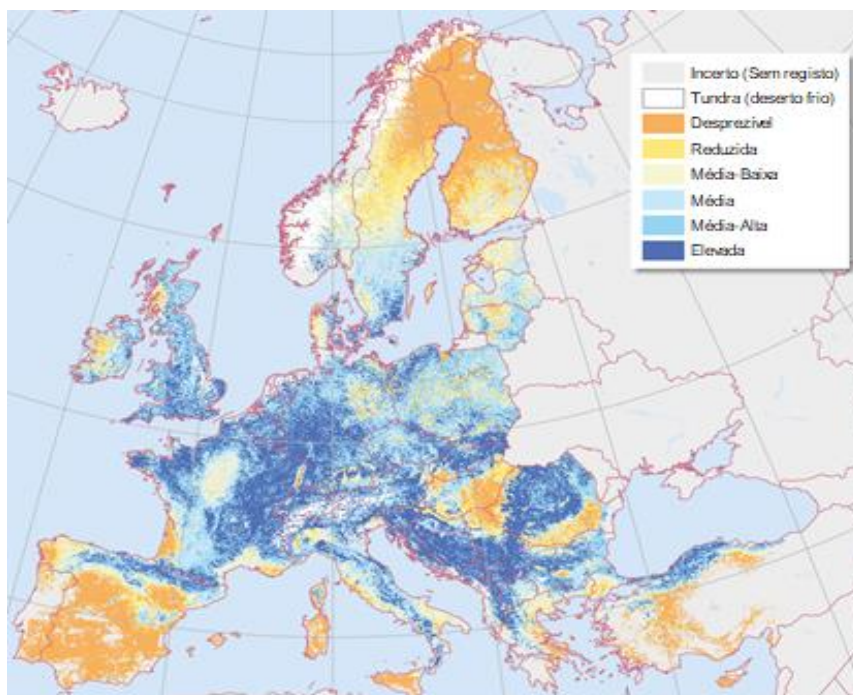 Incerto (Sem registo)
Tundra (deserto frio)
Desprezível
Reduzida
Média-Baixa
Média
Média-Alta
Elevada